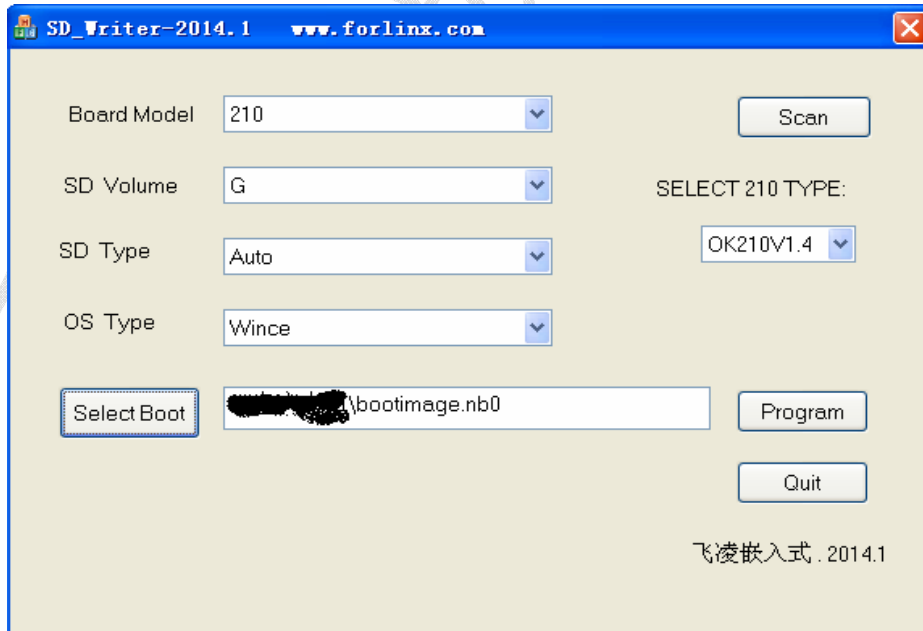 SD_Writer-2014.1 www.forlinx.com
Board Model 210 Scan
SD Volume G SELECT 210 TYPE:
SD Type Auto OK210V1.4
OS Type Wince
Select Boot \bootimage.nb0 Program
Quit
飞凌嵌入式 . 2014.1